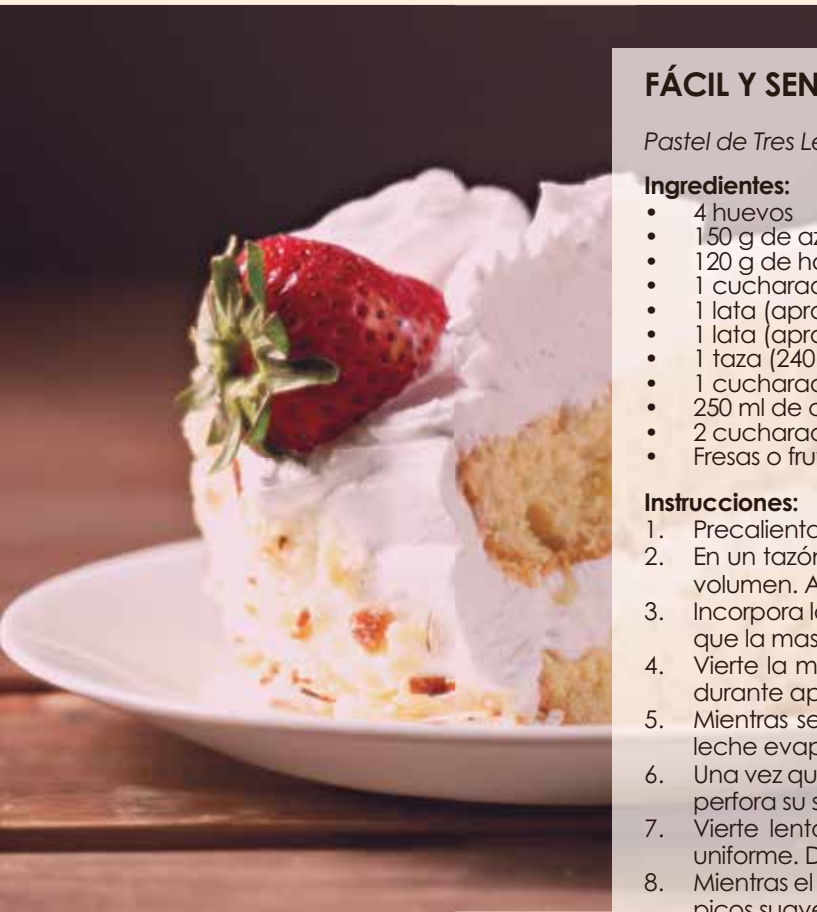 FÁCIL Y SEN
Pastel de Tres Le
Ingredientes:
• 4 huevos
• 150 g de az
• 120 g de ha
• 1 cucharad
• 1 lata (apro
• 1 lata (apro
• 1 taza (240
• 1 cucharad
• 250 ml de c
• 2 cucharad
• Fresas o frut
Instrucciones:
1. Precalienta
2. En un tazón
volumen. A
3. Incorpora la
que la mas
4. Vierte la m
durante ap
5. Mientras se
leche evap
6. Una vez qu
perfora su s
7. Vierte lenta
uniforme. D
8. Mientras el
picos suave